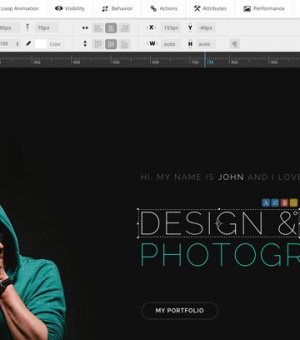 Loop Animation Visibility Behavior Actions Attributes Performance
70px X 153px Y -40px
100 Color W auto H auto
HI, MY NAME IS JOHN AND I LOVE
DESIGN &
PHOTOGR
MY PORTFOLIO